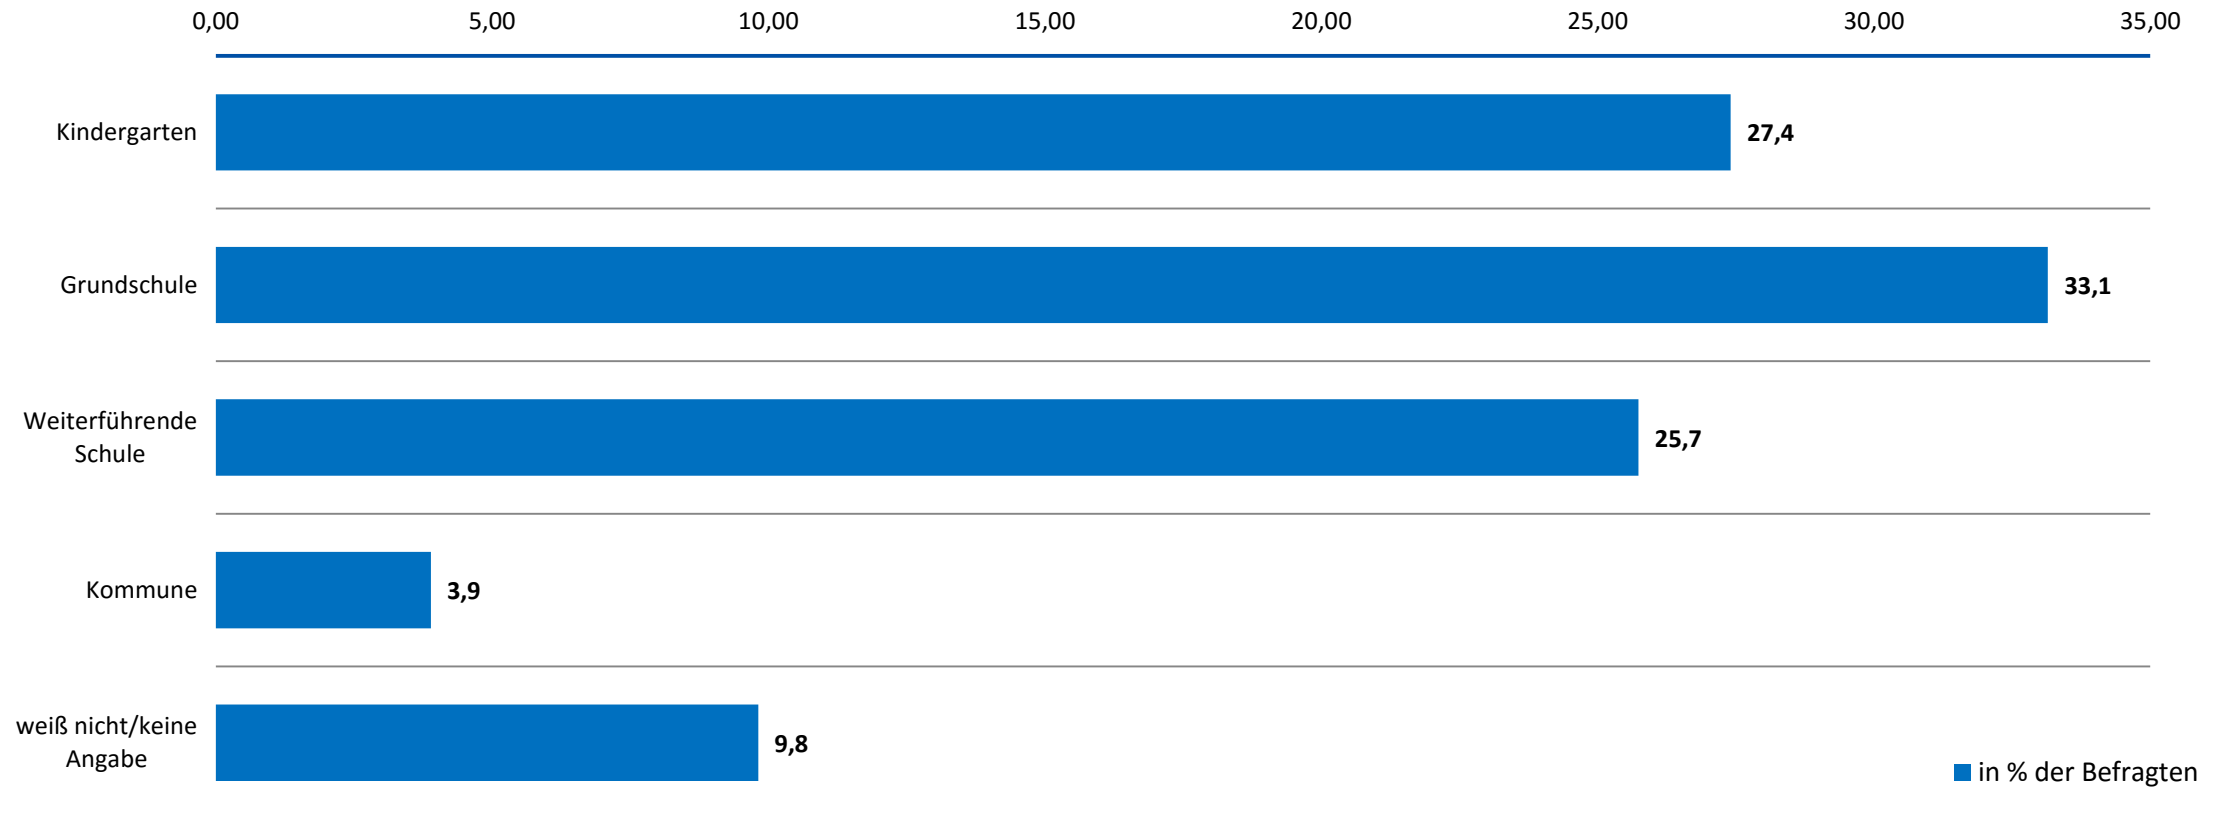 0,00 5,00 10,00 15,00 20,00 25,00 30,00 35,00
Kindergarten 27,4
Grundschule 33,1
Weiterführende
Schule 25,7
Kommune 3,9
weiß nicht/keine
Angabe 9,8
in % der Befragten